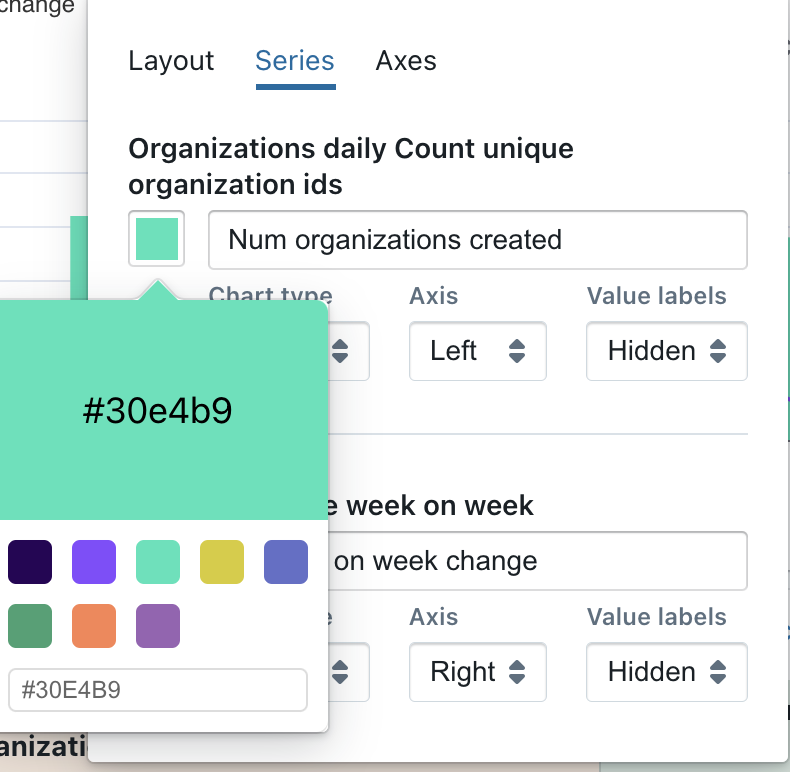 change
Layout Series Axes
Organizations daily Count unique
organization ids
Num organizations created
Chart type Axis Value labels
Left Hidden
#30e4b9
week on week
on week change
Axis Value labels
Right Hidden
#30E4B9